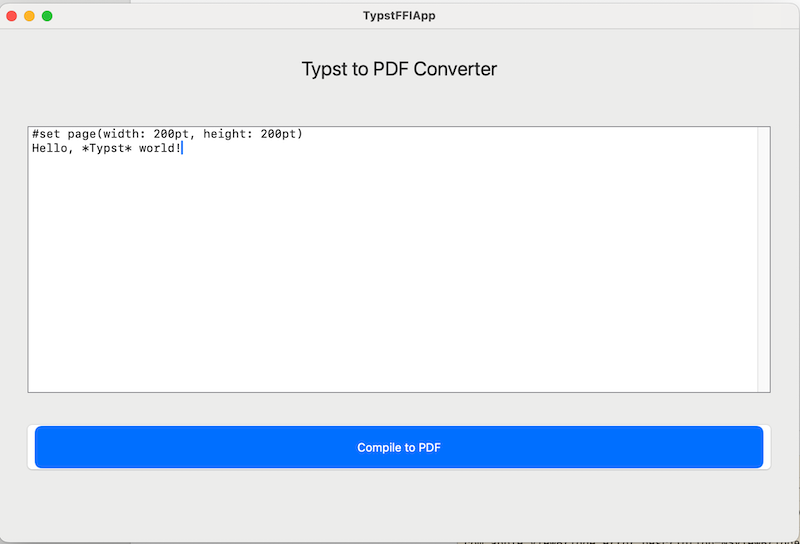 TypstFFIApp
Typst to PDF Converter
#set page(width: 200pt, height: 200pt)
Hello, *Typst* world!
Compile to PDF